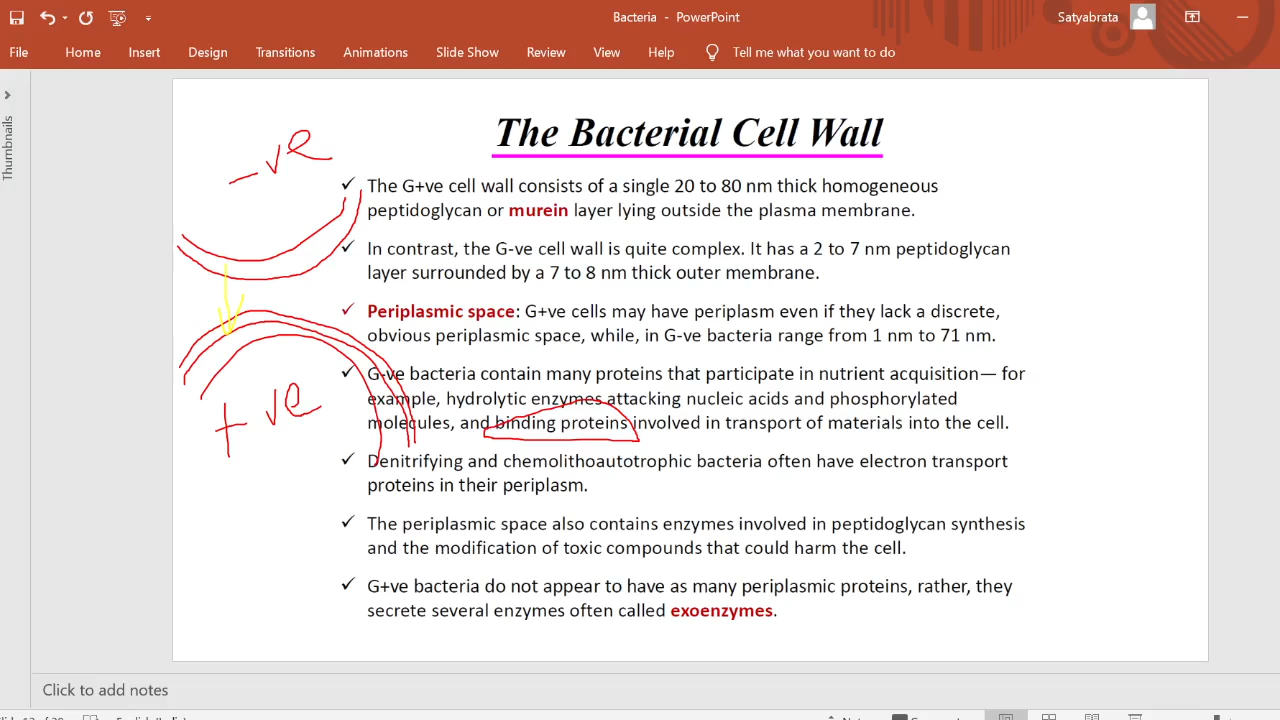 Bacteria - PowerPoint
Satyabrata
File Home Insert Design Transitions Animations Slide Show Review View Help Tell me what you want to do
Thumbnails
The Bacterial Cell Wall
-ve
✓ The G+ve cell wall consists of a single 20 to 80 nm thick homogeneous
peptidoglycan or murein layer lying outside the plasma membrane.
✓ In contrast, the G-ve cell wall is quite complex. It has a 2 to 7 nm peptidoglycan
layer surrounded by a 7 to 8 nm thick outer membrane.
✓ Periplasmic space: G+ve cells may have periplasm even if they lack a discrete,
obvious periplasmic space, while, in G-ve bacteria range from 1 nm to 71 nm.
✓ G-ve bacteria contain many proteins that participate in nutrient acquisition— for
example, hydrolytic enzymes attacking nucleic acids and phosphorylated
molecules, and binding proteins involved in transport of materials into the cell.
+ve
✓ Denitrifying and chemolithoautotrophic bacteria often have electron transport
proteins in their periplasm.
✓ The periplasmic space also contains enzymes involved in peptidoglycan synthesis
and the modification of toxic compounds that could harm the cell.
✓ G+ve bacteria do not appear to have as many periplasmic proteins, rather, they
secrete several enzymes often called exoenzymes.
Click to add notes